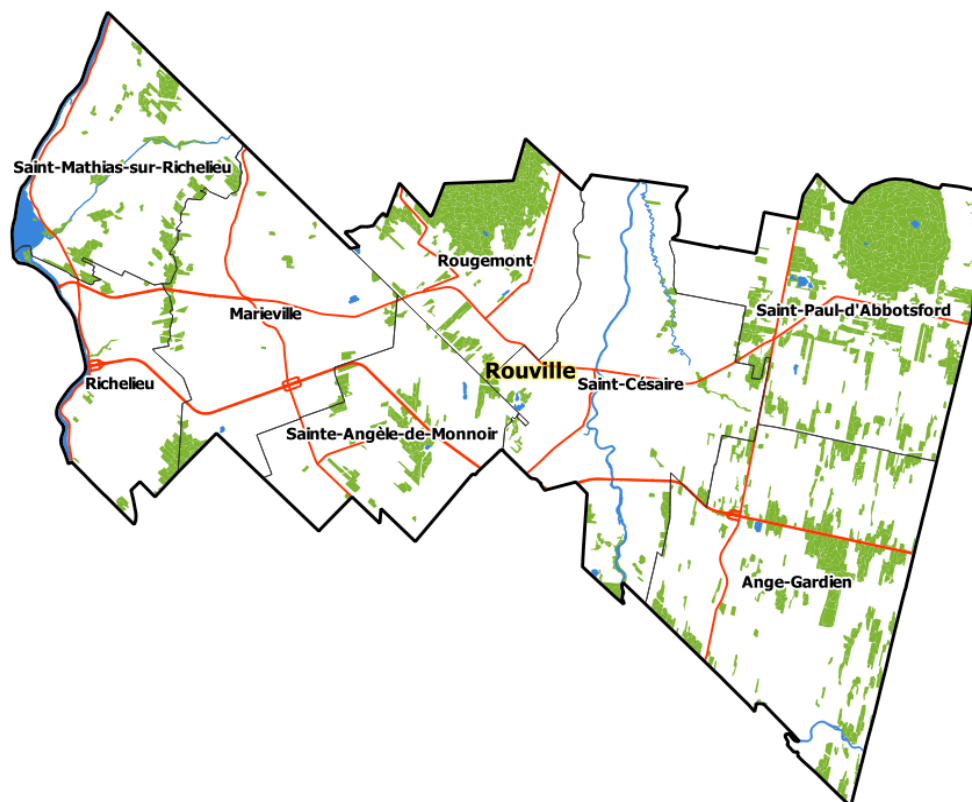 Saint-Mathias-sur-Richelieu
Rougemont
Marieville
Saint-Paul-d'Abbotsford
Rouville
Richelieu
Saint-Césaire
Sainte-Angèle-de-Monnoir
Ange-Gardien